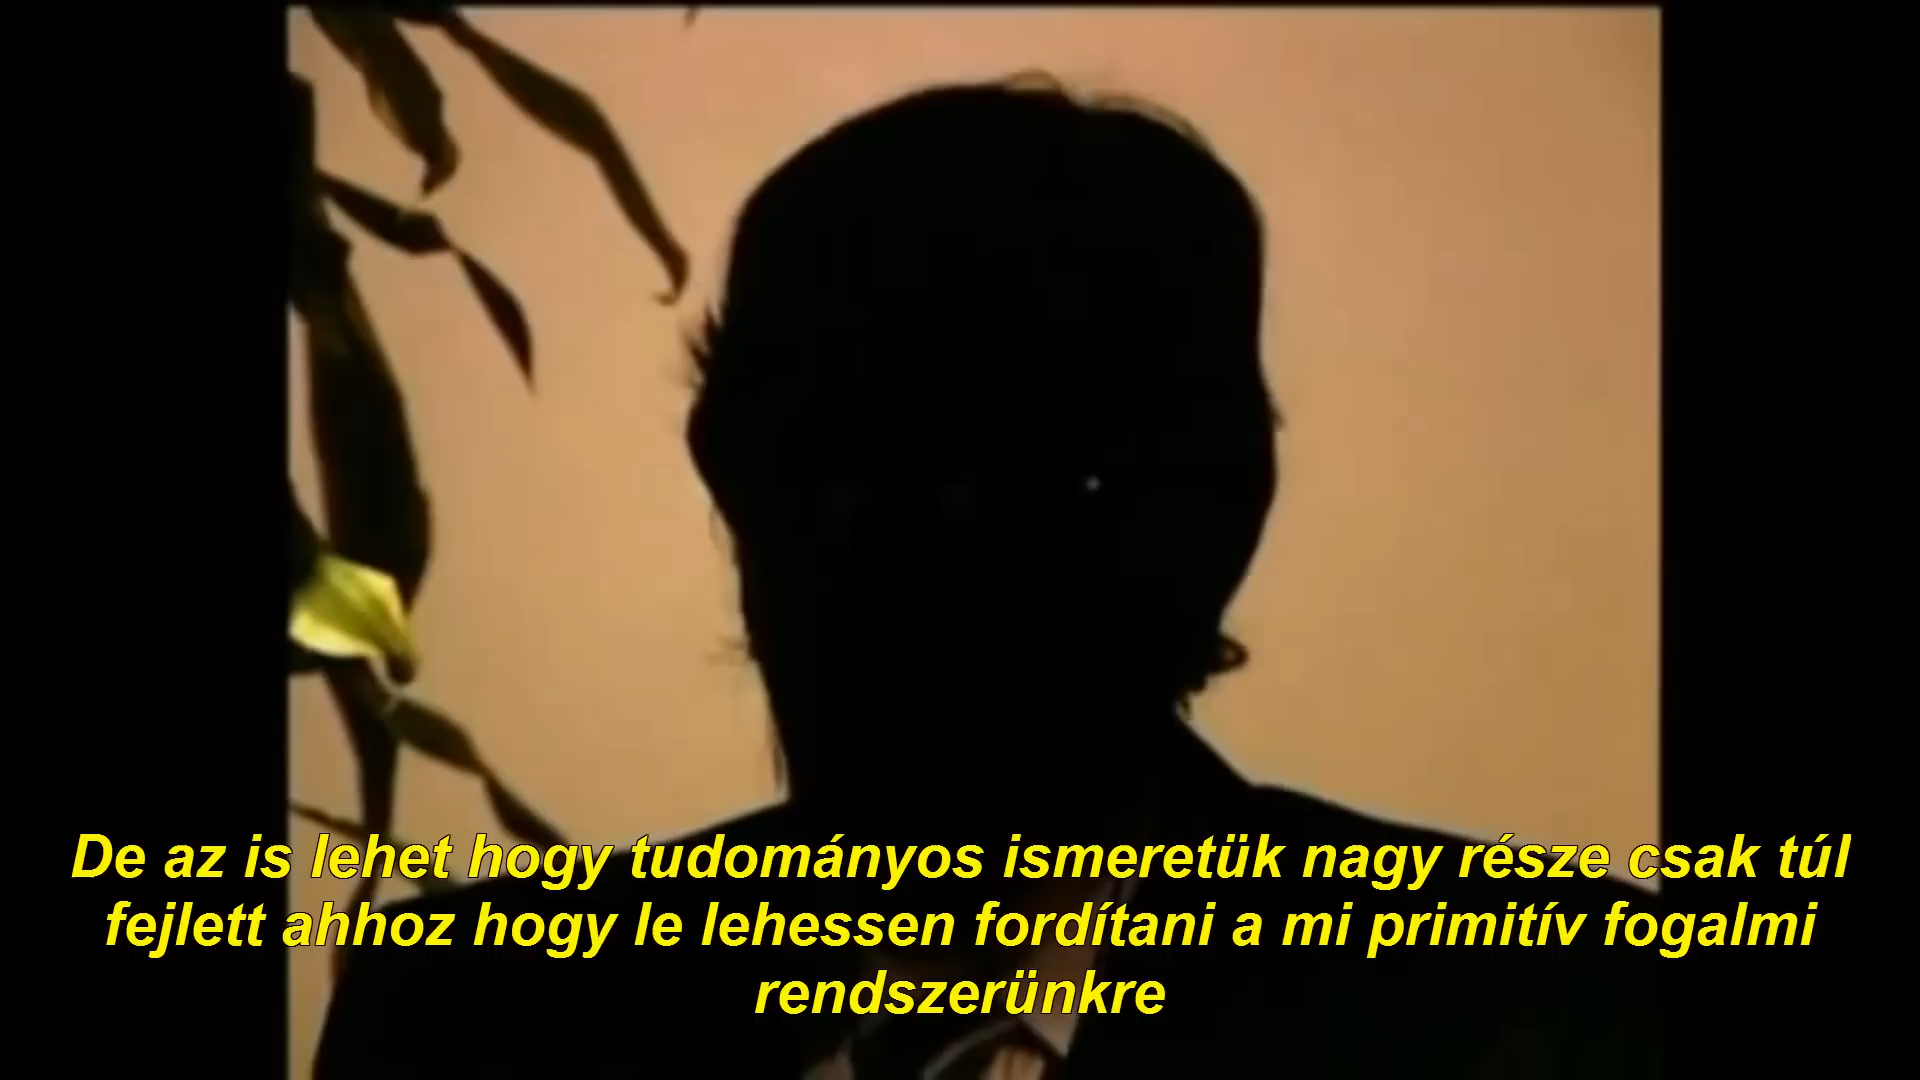 De az is lehet hogy tudományos ismeretük nagy része csak túl
fejlett ahhoz hogy le lehessen fordítani a mi primitív fogalmi
rendszerünkre